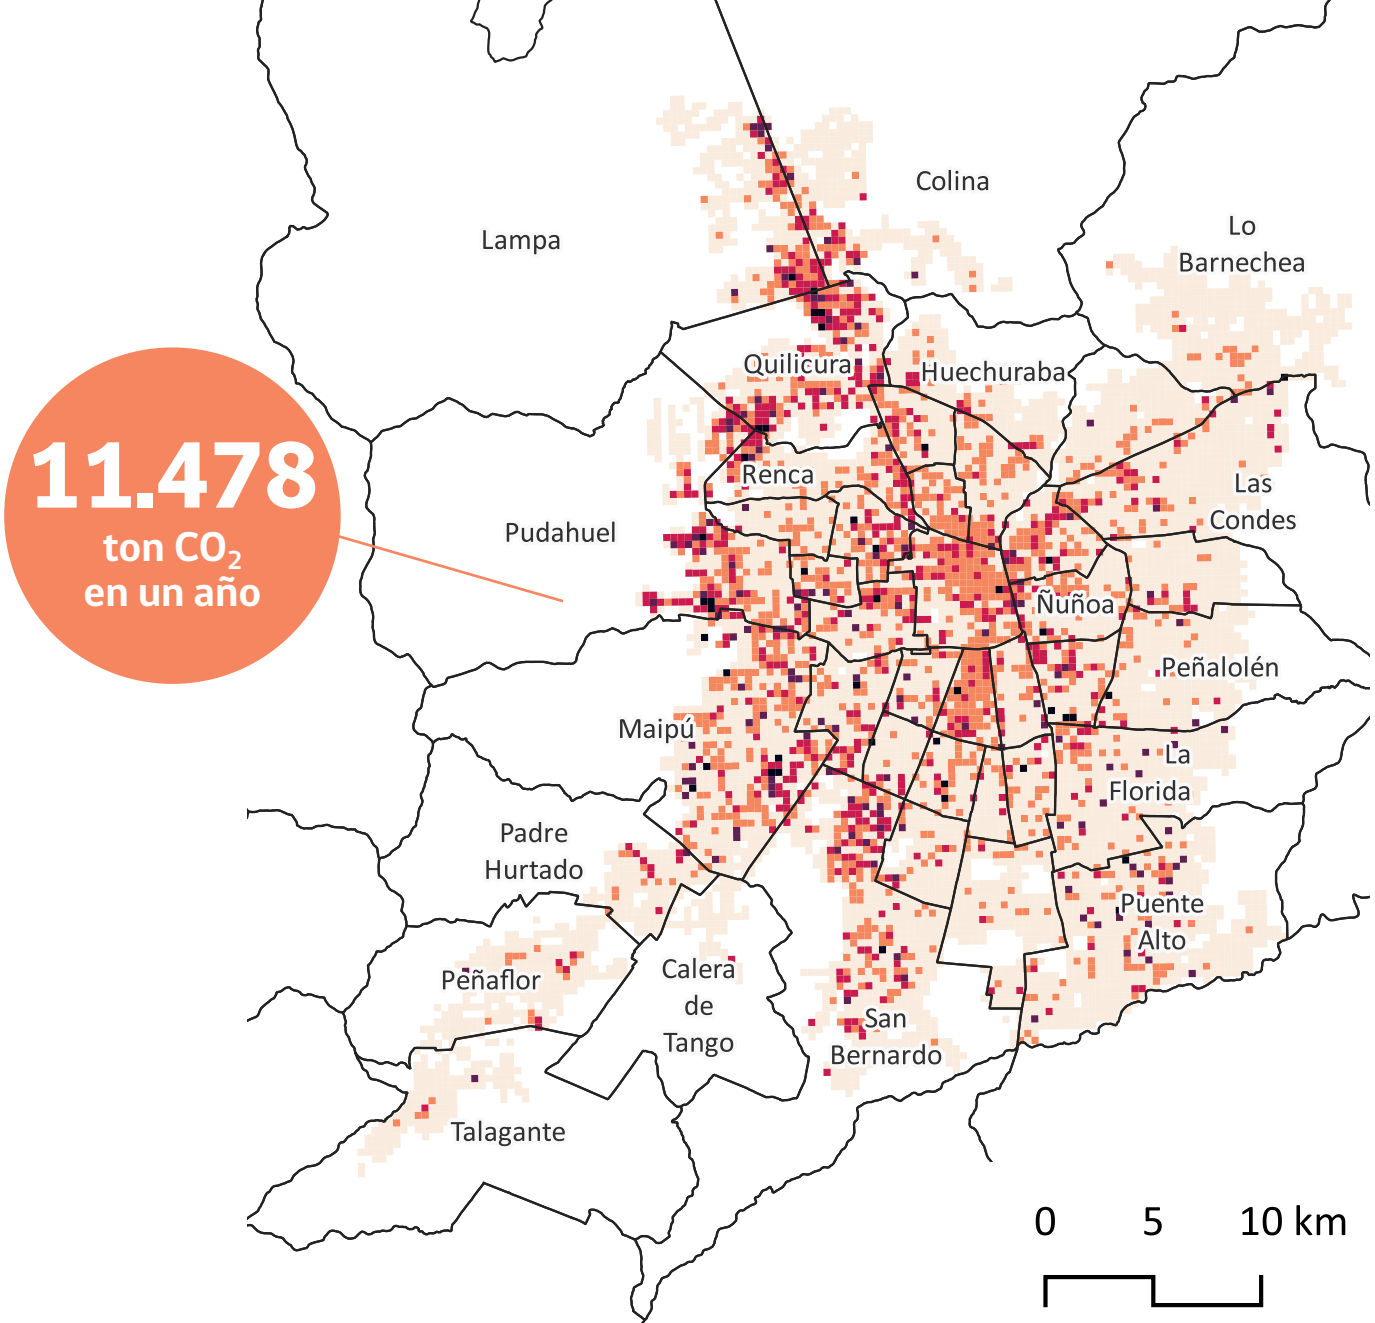 Colina
Lo
Barnechea
Lampa
Quilicura
Huechuraba
11.478
ton CO₂
en un año
Renca
Las
Condes
Pudahuel
Ñuñoa
Peñalolén
Maipú
La
Florida
Padre
Hurtado
Puente
Alto
Peñaflor
Calera
de
Tango
San
Bernardo
Talagante
0 5 10 km